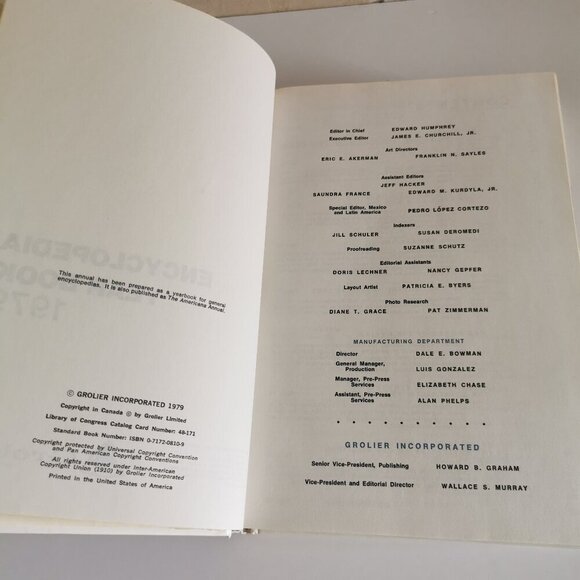 This annual has been prepared as a yearbook for general
encyclopedias. It is also published as The Americana Annual.
© GROLIER INCORPORATED 1979
Copyright in Canada © by Grolier Limited
Library of Congress Catalog Card Number: 48-171
Standard Book Number: ISBN 0-7172-0810-9
Copyright protected by Universal Copyright Convention
and Pan American Copyright Conventions
All rights reserved under Inter-American
Copyright Union (1910) by Grolier Incorporated
Printed in the United States of America
Editor in Chief EDWARD HUMPHREY
Executive Editor JAMES E. CHURCHILL, JR.
Art Directors
ERIC E. AKERMAN FRANKLIN N. SAYLES
Assistant Editors
JEFF HACKER
SAUNDRA FRANCE EDWARD M. KURDYLA, JR.
Special Editor, Mexico
and Latin America PEDRO LÓPEZ CORTEZO
Indexers
JILL SCHULER SUSAN DEROMEDI
Proofreading SUZANNE SCHUTZ
Editorial Assistants
DORIS LECHNER NANCY GEPFER
Layout Artist PATRICIA E. BYERS
Photo Research
DIANE T. GRACE PAT ZIMMERMAN
MANUFACTURING DEPARTMENT
Director DALE E. BOWMAN
General Manager,
Production LUIS GONZALEZ
Manager, Pre-Press
Services ELIZABETH CHASE
Assistant, Pre-Press
Services ALAN PHELPS
GROLIER INCORPORATED
Senior Vice-President, Publishing HOWARD B. GRAHAM
Vice-President and Editorial Director WALLACE S. MURRAY